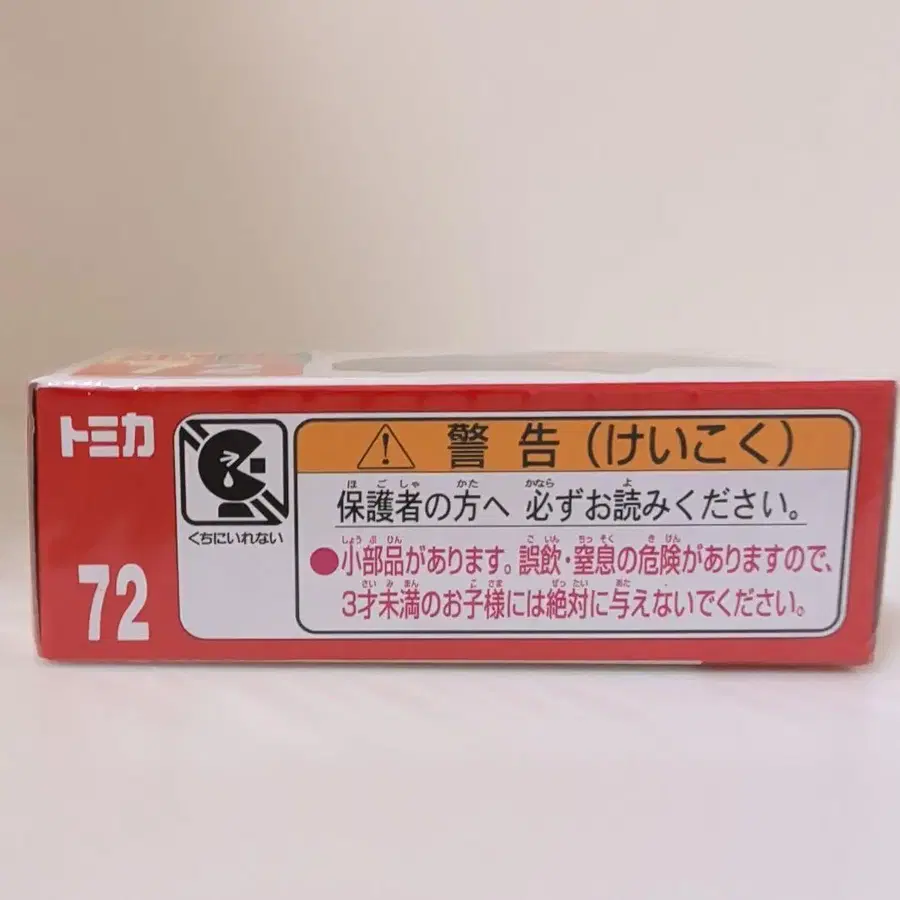 トミカ
72
くちにいれない
警告(けいこく)
保護者の方へ 必ずお読みください。
●小部品があります。誤飲・窒息の危険がありますので、
3才未満のお子様には絶対に与えないでください。